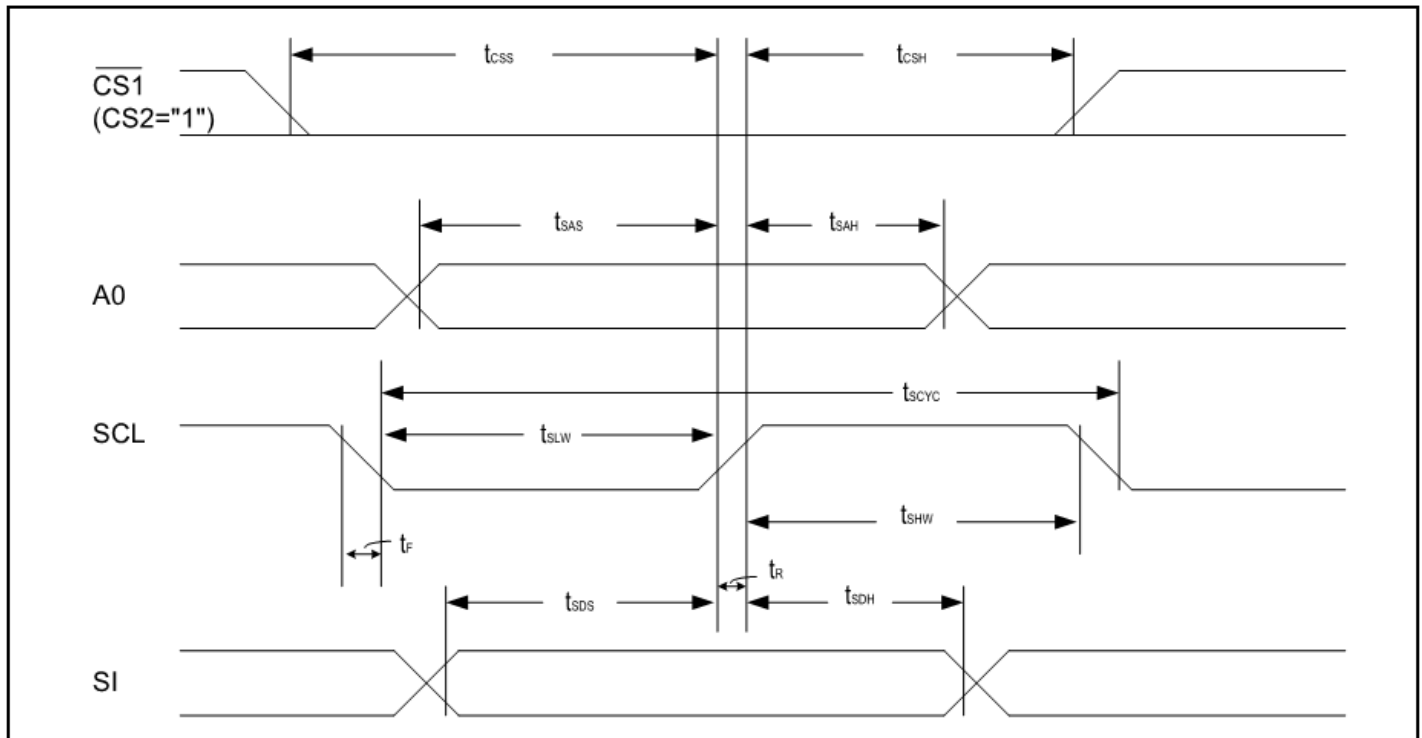 tCSS
tCSH
CS1
(CS2="1")
tSAS
tSAH
A0
tSCYC
SCL
tSLW
tSHW
tF
tR
tSDS
tSDH
SI